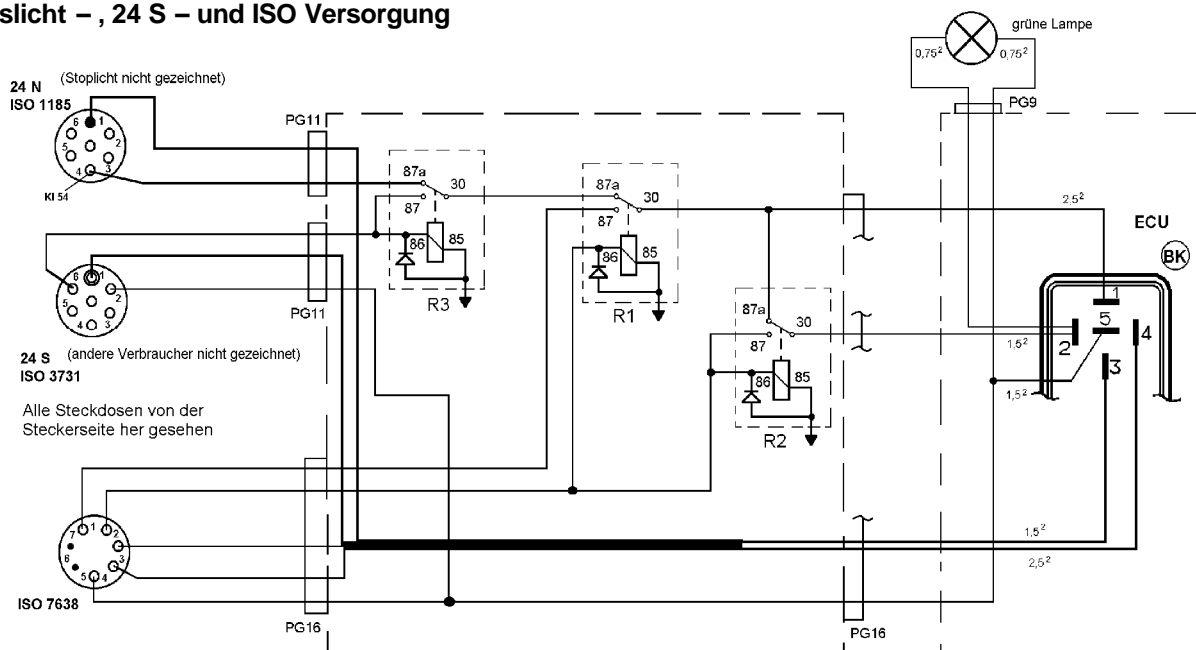 slicht – , 24 S – und ISO Versorgung
grüne Lampe
0,75²
0,75²
PG9
24 N
(Stoplicht nicht gezeichnet)
ISO 1185
6
1
2
5
4
3
Kl 54
PG11
87a
30
87
86
85
R3
87a
30
87
86
85
R1
2,5²
ECU
BK
6
1
2
5
4
3
PG11
24 S
(andere Verbraucher nicht gezeichnet)
ISO 3731
87a
30
87
86
85
R2
1
5
2
4
3
1,5²
1,5²
Alle Steckdosen von der
Steckerseite her gesehen
7
1
2
6
3
5
4
ISO 7638
1,5²
2,5²
PG16
PG16